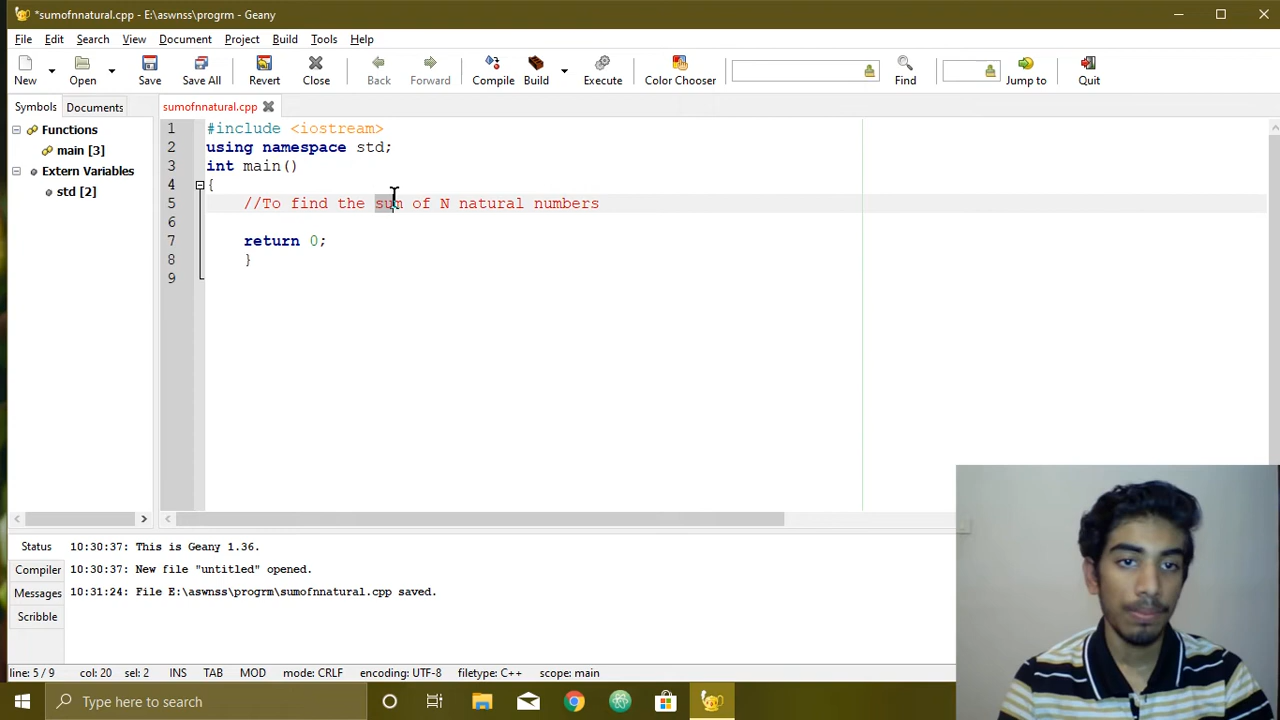 *sumofnnatural.cpp - E:\aswnss\progrm - Geany
File Edit Search View Document Project Build Tools Help
New Open Save Save All Revert Close Back Forward Compile Build Execute Color Chooser Find Jump to Quit
Symbols Documents sumofnnatural.cpp
Functions
main [3]
Extern Variables
std [2]
1 #include <iostream>
2 using namespace std;
3 int main()
4 {
5 //To find the sum of N natural numbers
6
7 return 0;
8 }
9
Status 10:30:37: This is Geany 1.36.
Compiler 10:30:37: New file "untitled" opened.
Messages 10:31:24: File E:\aswnss\progrm\sumofnnatural.cpp saved.
Scribble
line: 5 / 9 col: 20 sel: 2 INS TAB MOD mode: CRLF encoding: UTF-8 filetype: C++ scope: main
Type here to search